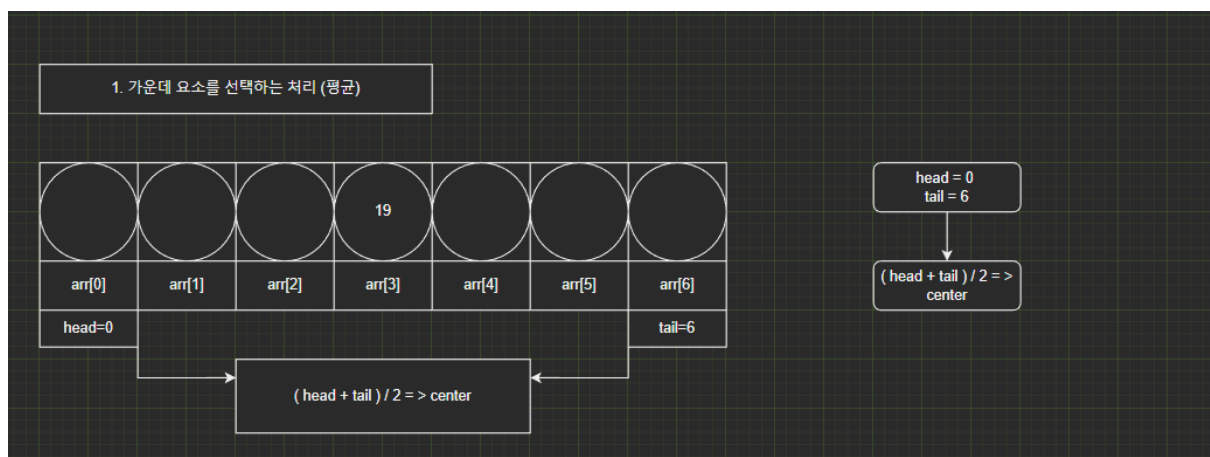 1. 가운데 요소를 선택하는 처리 (평균)
19
arr[0] arr[1] arr[2] arr[3] arr[4] arr[5] arr[6]
head=0 tail=6
( head + tail ) / 2 = > center
head = 0
tail = 6
( head + tail ) / 2 = >
center